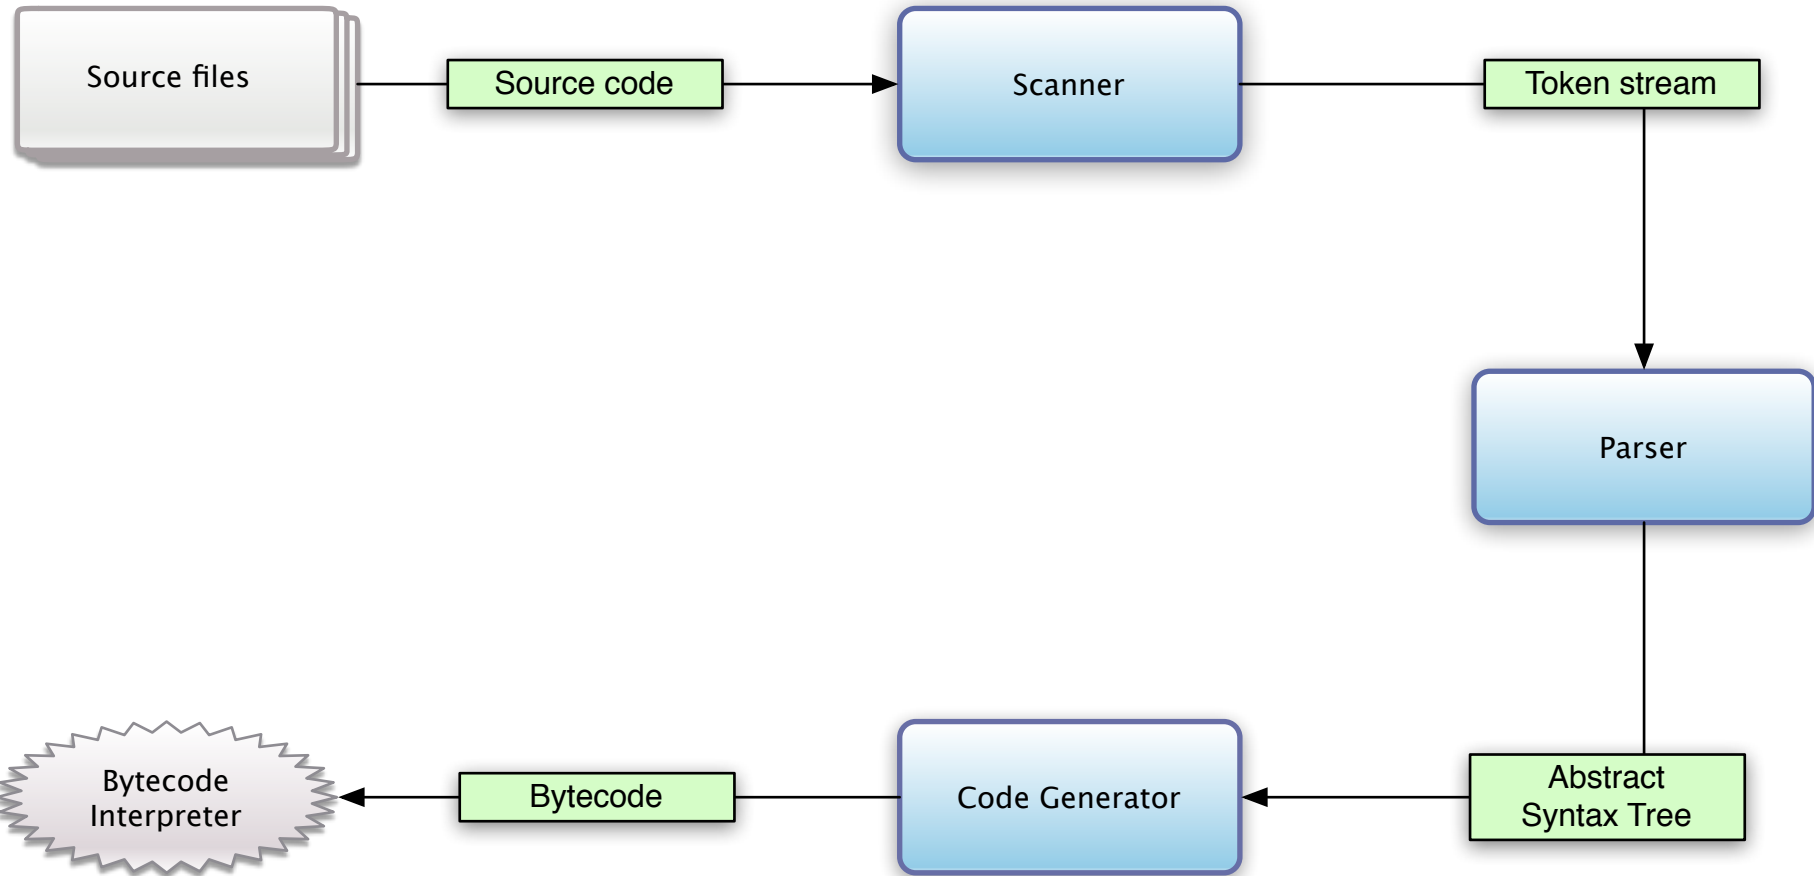 Source files
Source code
Scanner
Token stream
Parser
Abstract
Syntax Tree
Code Generator
Bytecode
Bytecode
Interpreter